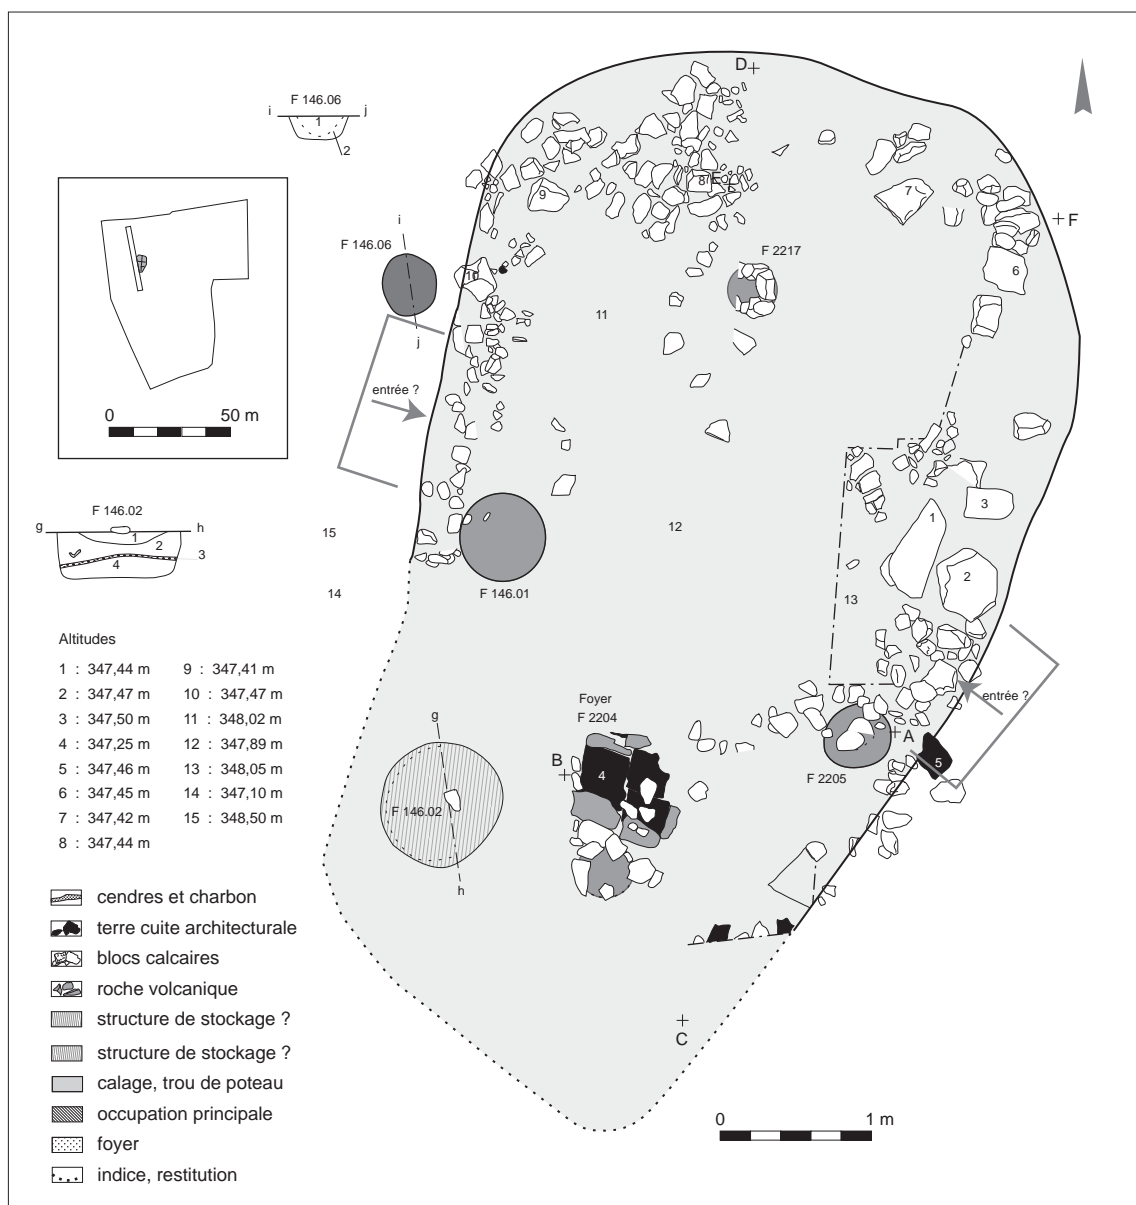 D
F 146.06
i j
1
2
F
i
F 146.06
j
8 E
9
7
6
10
F 2217
11
entrée ?
0 50 m
F 146.02
g h
1
2
3
4
15
14
12
13
1
2
3
F 146.01
Altitudes
1 : 347,44 m 9 : 347,41 m
2 : 347,47 m 10 : 347,47 m
3 : 347,50 m 11 : 348,02 m
4 : 347,25 m 12 : 347,89 m
5 : 347,46 m 13 : 348,05 m
6 : 347,45 m 14 : 347,10 m
7 : 347,42 m 15 : 348,50 m
8 : 347,44 m
entrée ?
Foyer
F 2204
g
B
4
A
5
F 2205
F 146.02
h
C
cendres et charbon
terre cuite architecturale
blocs calcaires
roche volcanique
structure de stockage ?
structure de stockage ?
calage, trou de poteau
occupation principale
foyer
indice, restitution
0 1 m